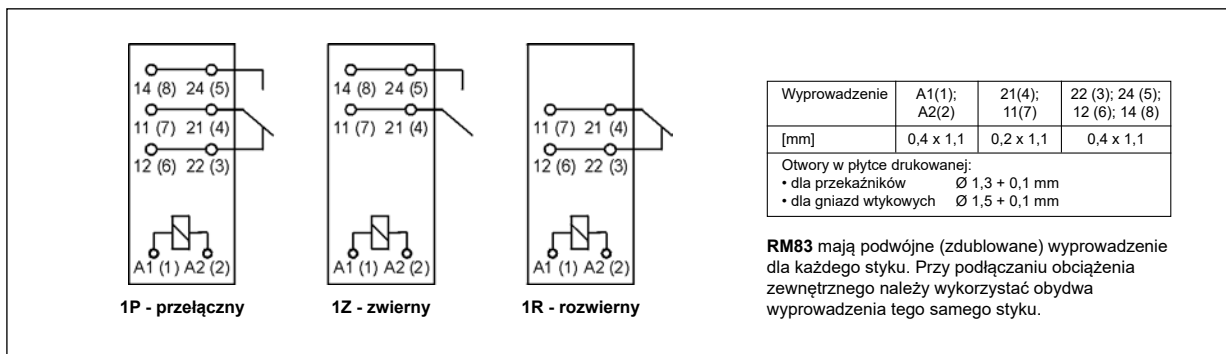 14 (8) 24 (5)
11 (7) 21 (4)
12 (6) 22 (3)
A1 (1) A2 (2)
1P - przełączny
14 (8) 24 (5)
11 (7) 21 (4)
A1 (1) A2 (2)
1Z - zwierny
11 (7) 21 (4)
12 (6) 22 (3)
A1 (1) A2 (2)
1R - rozwierny
Wyprowadzenie A1(1); A2(2) 21(4); 11(7) 22 (3); 24 (5); 12 (6); 14 (8)
[mm] 0,4 x 1,1 0,2 x 1,1 0,4 x 1,1
Otwory w płytce drukowanej:
• dla przekaźników Ø 1,3 + 0,1 mm
• dla gniazd wtykowych Ø 1,5 + 0,1 mm
RM83 mają podwójne (zdublowane) wyprowadzenie
dla każdego styku. Przy podłączaniu obciążenia
zewnętrznego należy wykorzystać obydwa
wyprowadzenia tego samego styku.